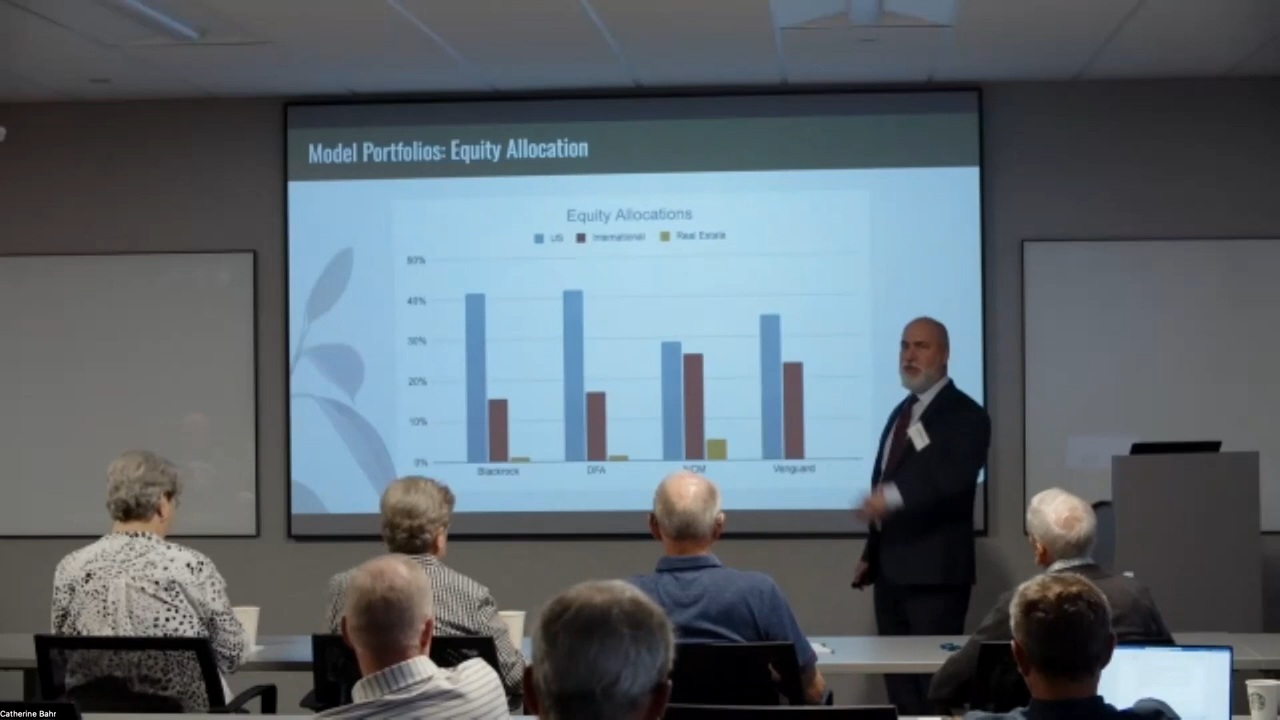 Model Portfolios: Equity Allocation
Equity Allocations
US International Real Estate
50%
40%
30%
20%
10%
0%
Blackrock DFA Vanguard
Catherine Bahr